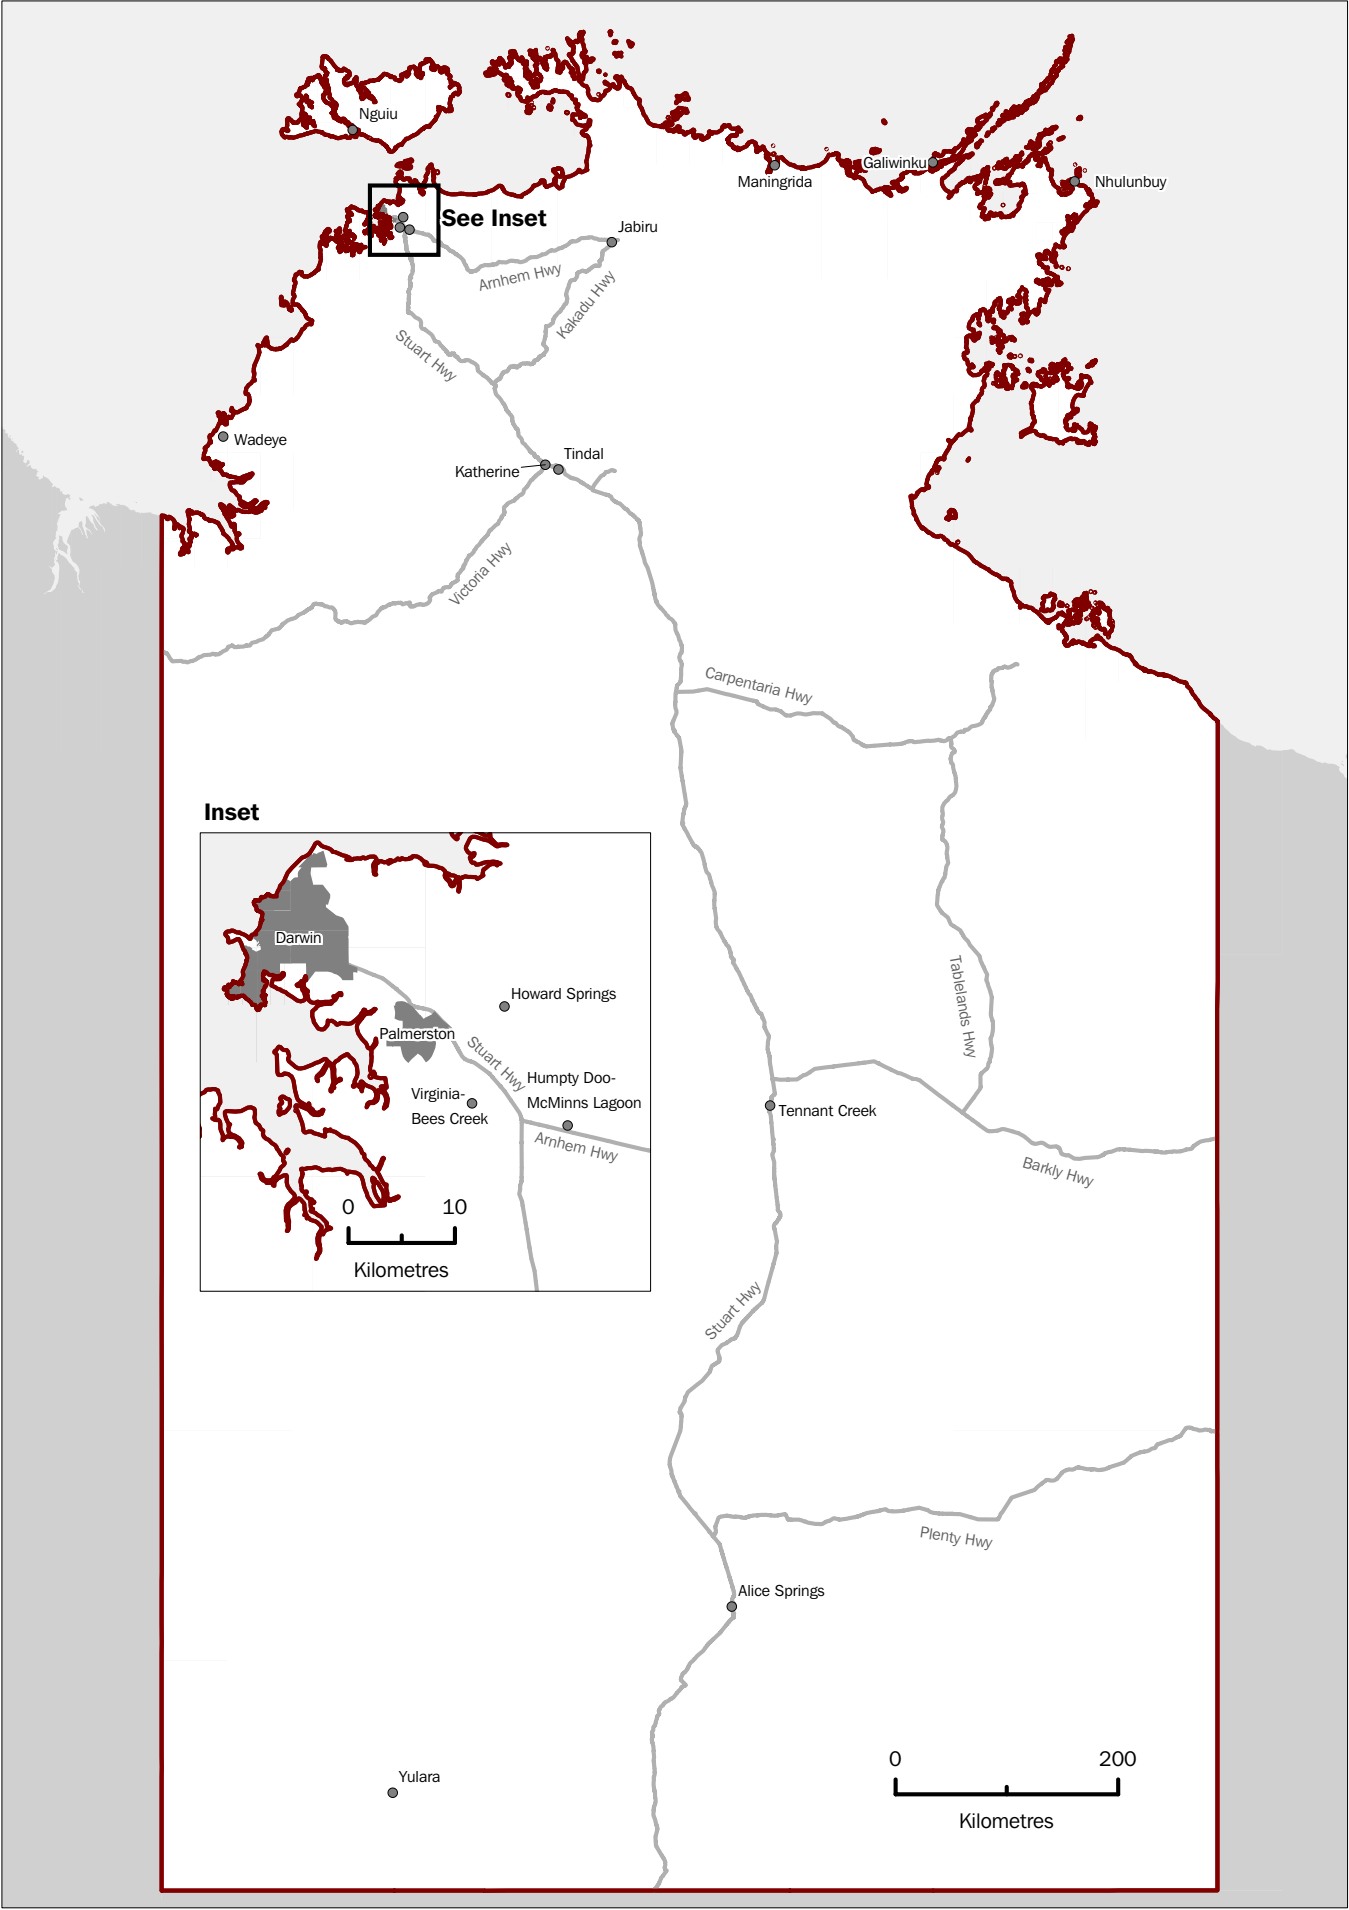 Nguiu
Galiwinku
Maningrida
Nhulunbuy
See Inset
Jabiru
Arnhem Hwy
Kakadu Hwy
Stuart Hwy
Wadeye
Tindal
Katherine
Victoria Hwy
Carpentaria Hwy
Inset
Darwin
Tablelands Hwy
Howard Springs
Palmerston
Stuart Hwy
Humpty Doo-
McMinns Lagoon
Virginia-
Bees Creek
Arnhem Hwy
Tennant Creek
Barkly Hwy
0 10
Kilometres
Stuart Hwy
Plenty Hwy
Alice Springs
Yulara
0 200
Kilometres